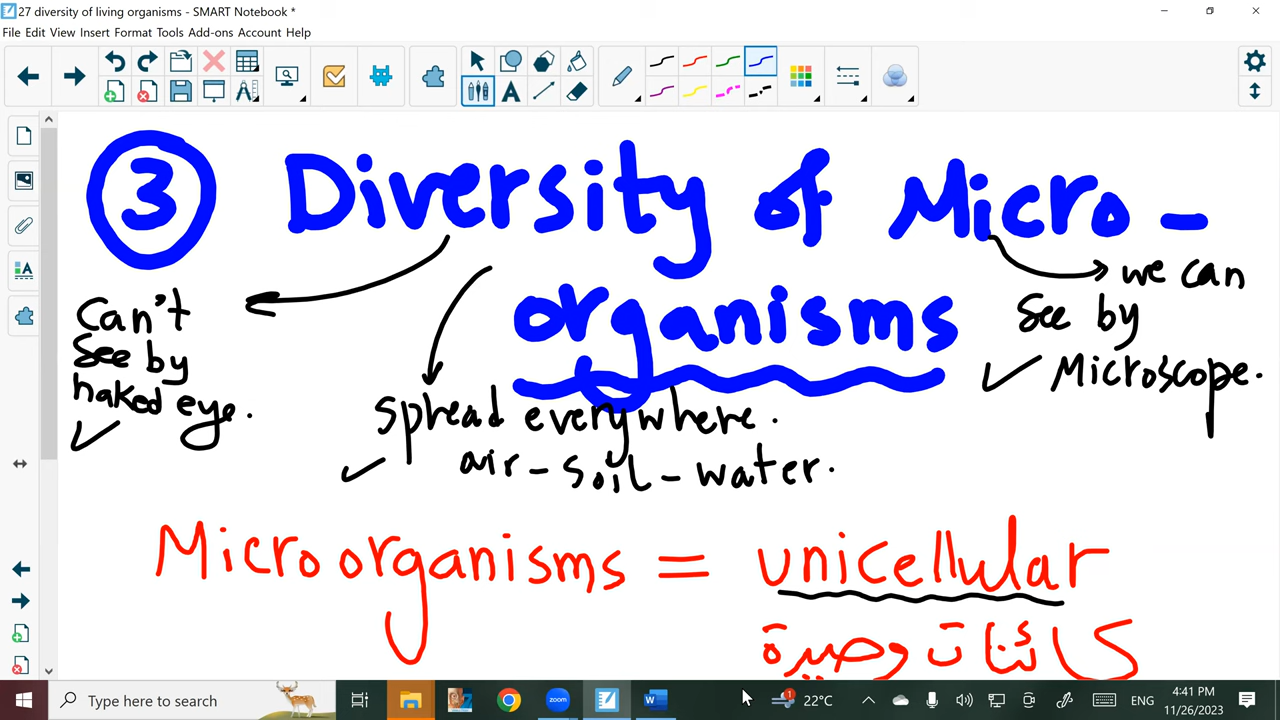 27 diversity of living organisms - SMART Notebook *
File Edit View Insert Format Tools Add-ons Account Help
3 Diversity of Micro -
organisms
we can
see by
Microscope.
Can't
see by
naked eye.
spread everywhere.
air - soil - water.
Microorganisms = unicellular
كائنات
Type here to search
1
22°C
ENG
4:41 PM
11/26/2023